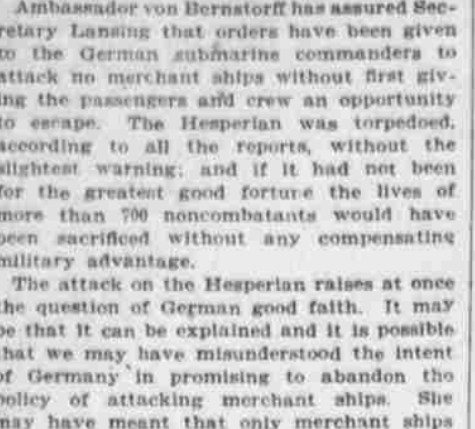 Ambassador von Bernstorff has assured Sec-
retary Lansing that orders have been given
to the German submarine commanders to
attack no merchant ships without first giv-
ing the passengers and crew an opportunity
to escape. The Hesperian was torpedoed,
according to all the reports, without the
slightest warning; and if it had not been
for the greatest good fortune the lives of
more than 700 noncombatants would have
been sacrificed without any compensating
military advantage.
The attack on the Hesperian raises at once
the question of German good faith. It may
be that it can be explained and it is possible
that we may have misunderstood the intent
of Germany in promising to abandon the
policy of attacking merchant ships. She
may have meant that only merchant ships